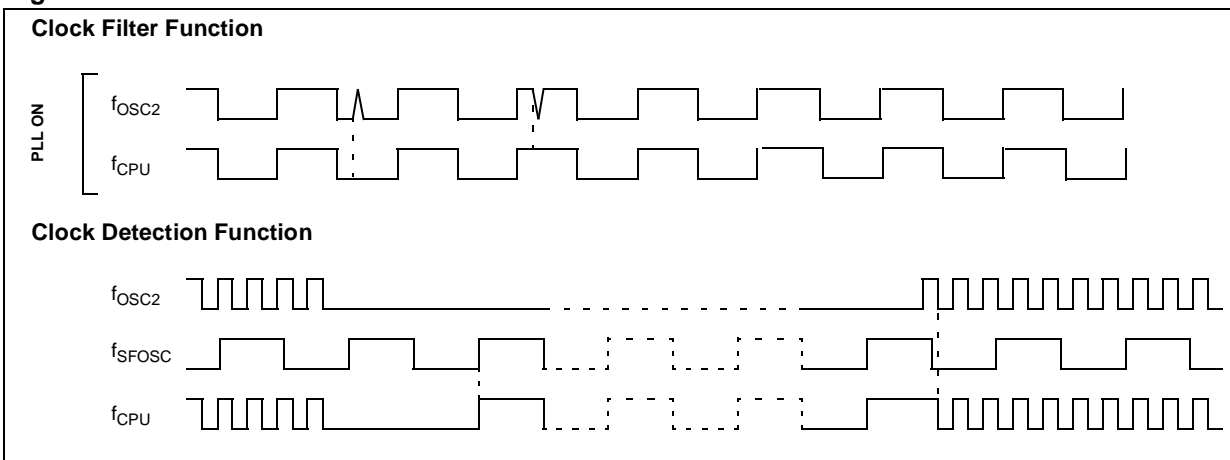 Clock Filter Function
PLL ON
fOSC2
fCPU
Clock Detection Function
fOSC2
fSFOSC
fCPU